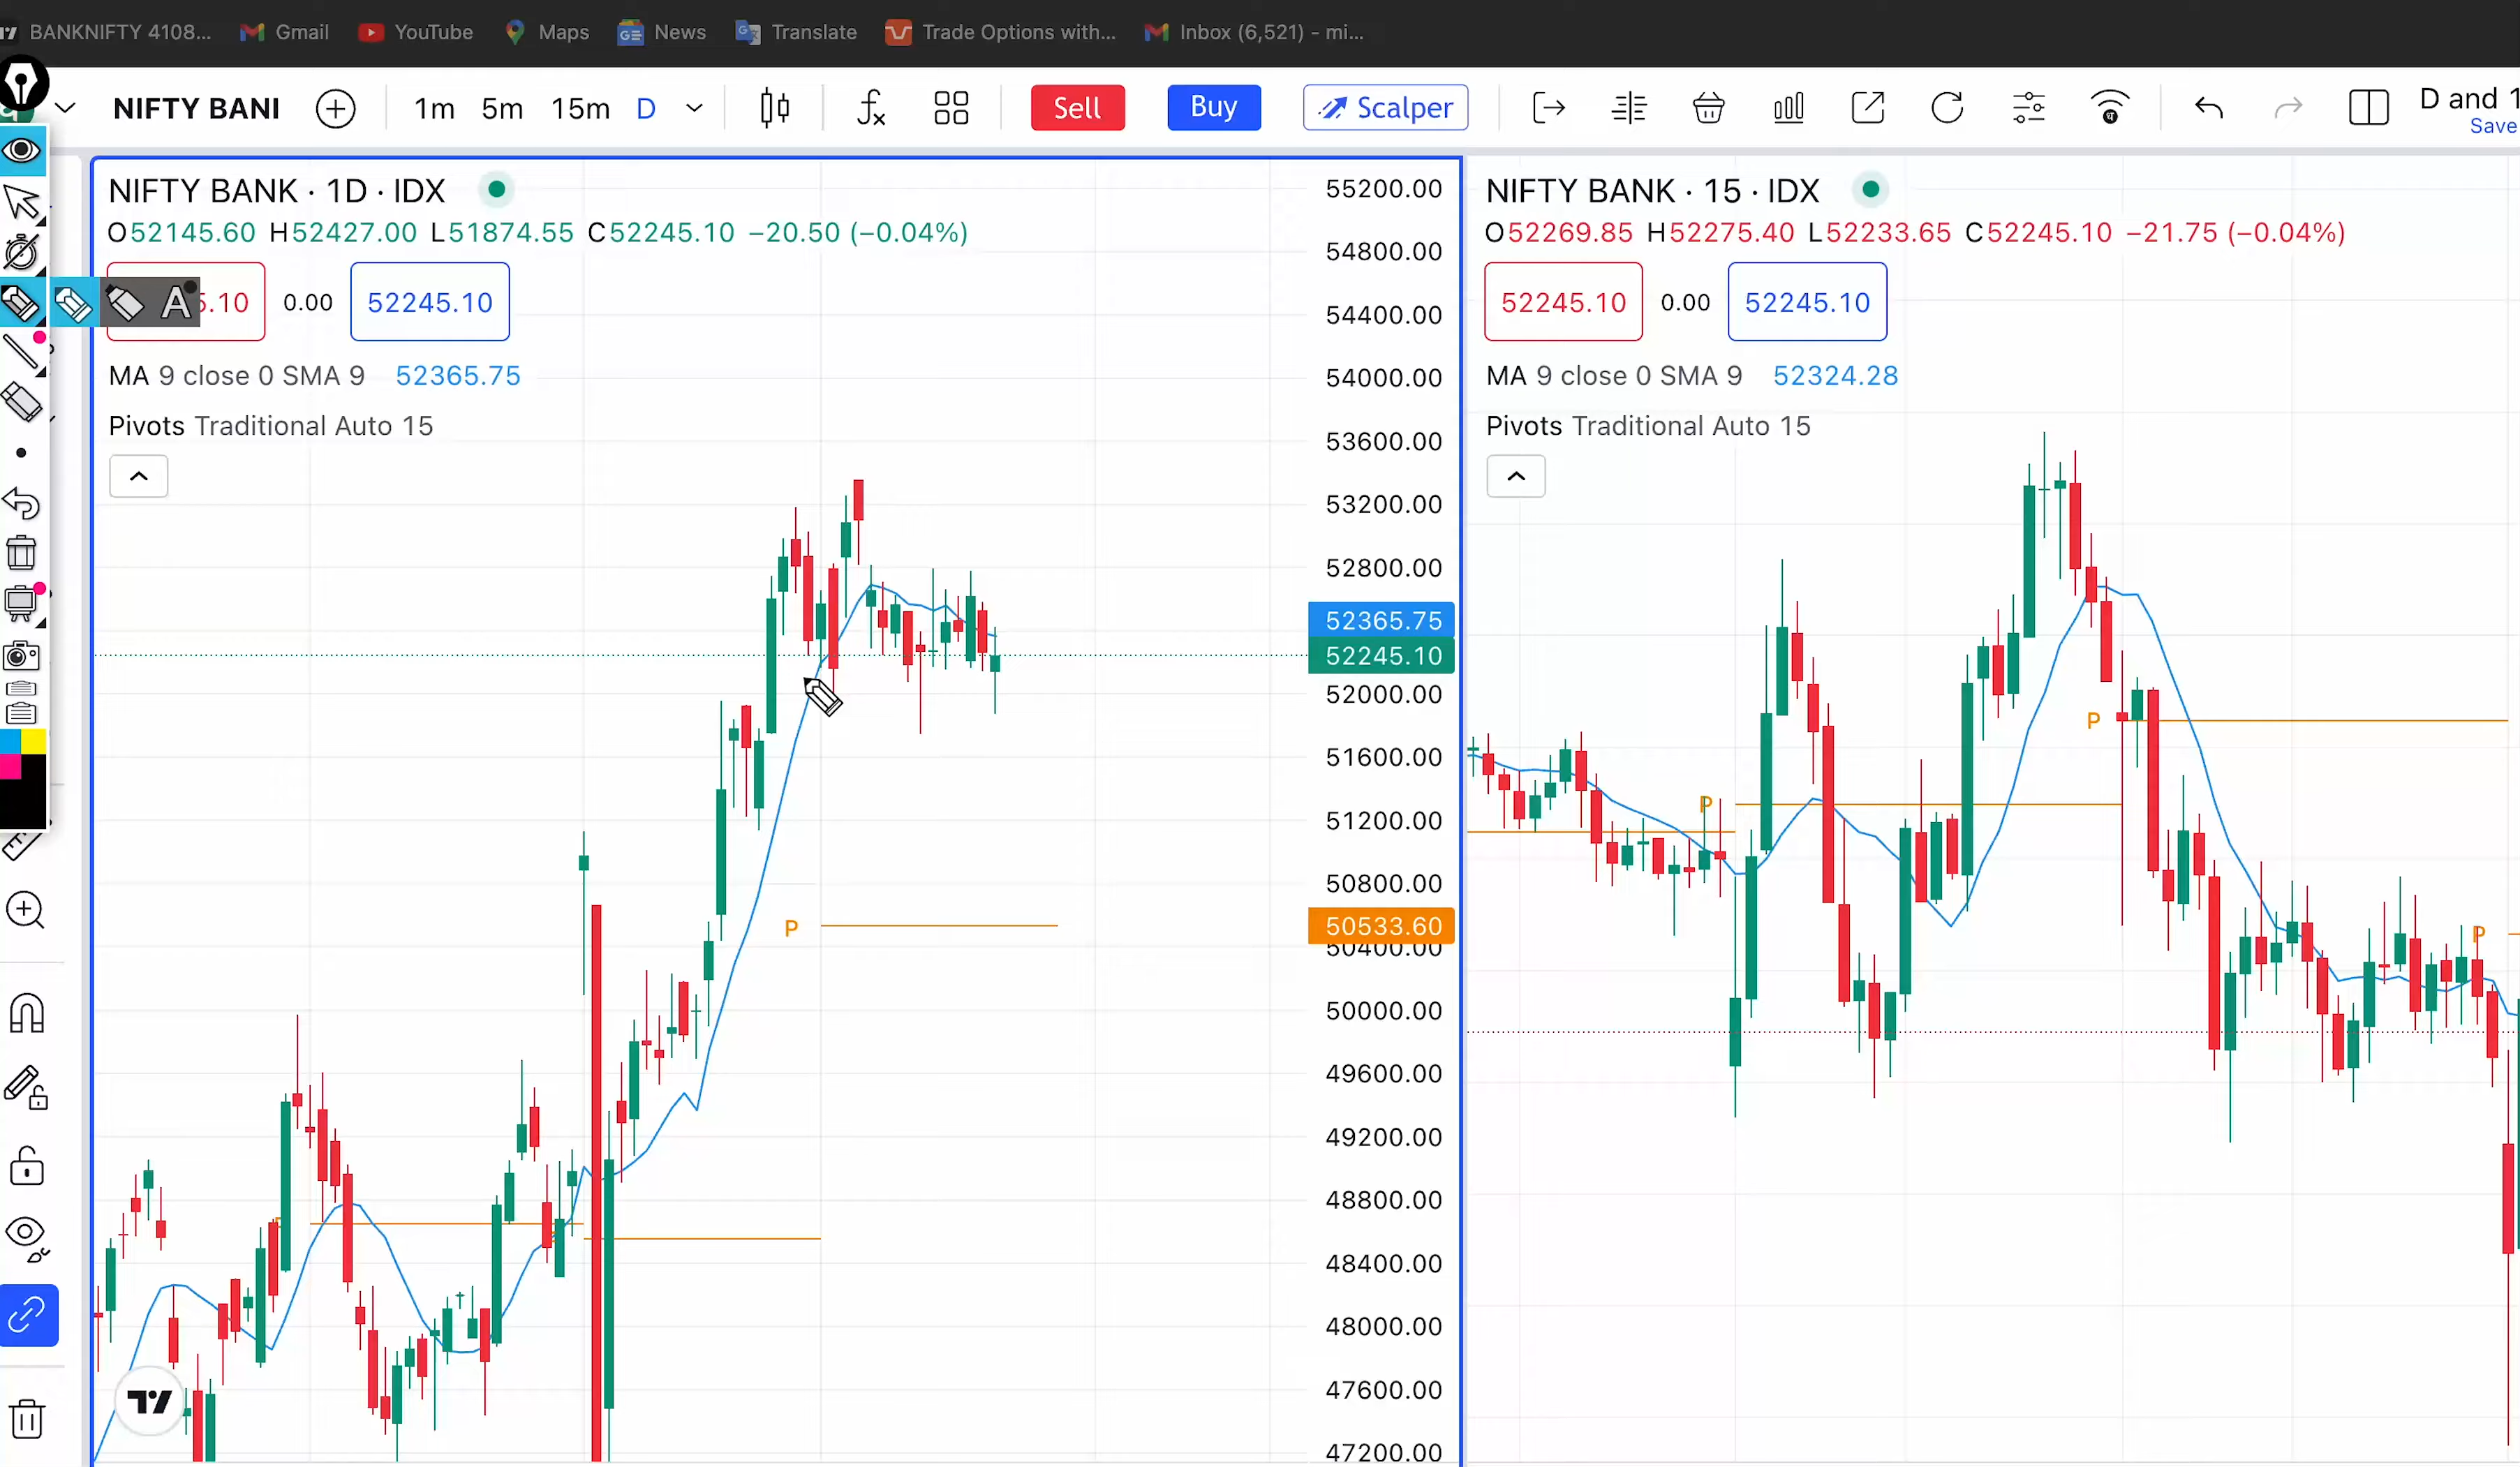 BANKNIFTY 4108... Gmail YouTube Maps News Translate Trade Options with... Inbox (6,521) - mi...
NIFTY BANI 1m 5m 15m D Sell Buy Scalper D and 1
Save
NIFTY BANK · 1D · IDX
O52145.60 H52427.00 L51874.55 C52245.10 −20.50 (−0.04%)
5.10 0.00 52245.10
A
MA 9 close 0 SMA 9 52365.75
Pivots Traditional Auto 15
P
P
55200.00
54800.00
54400.00
54000.00
53600.00
53200.00
52800.00
52365.75
52245.10
52000.00
51600.00
51200.00
50800.00
50533.60
50400.00
50000.00
49600.00
49200.00
48800.00
48400.00
48000.00
47600.00
47200.00
NIFTY BANK · 15 · IDX
O52269.85 H52275.40 L52233.65 C52245.10 −21.75 (−0.04%)
52245.10 0.00 52245.10
MA 9 close 0 SMA 9 52324.28
Pivots Traditional Auto 15
P
P
P